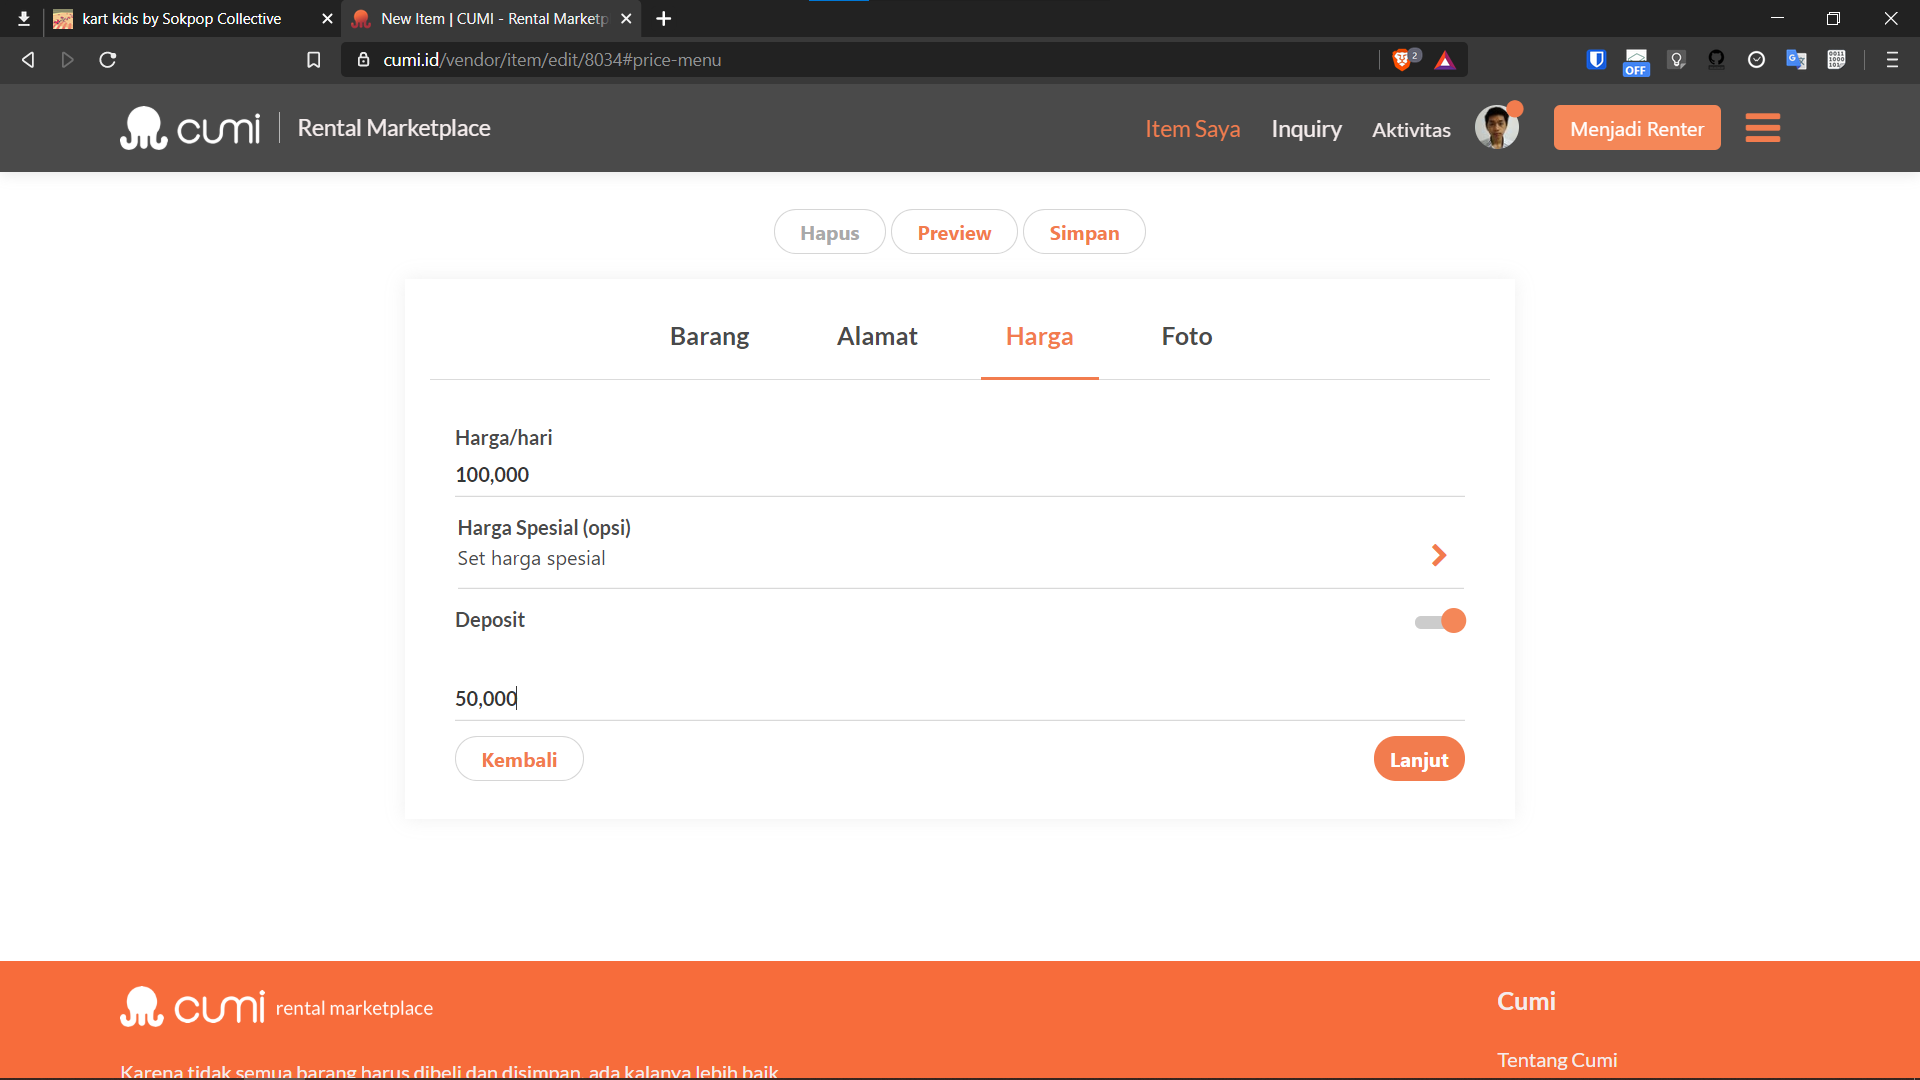 kart kids by Sokpop Collective
New Item | CUMI - Rental Marketp
cumi.id/vendor/item/edit/8034#price-menu
2
OFF
cumi
Rental Marketplace
Item Saya
Inquiry
Aktivitas
Menjadi Renter
Hapus
Preview
Simpan
Barang
Alamat
Harga
Foto
Harga/hari
100,000
Harga Spesial (opsi)
Set harga spesial
Deposit
50,000
Kembali
Lanjut
cumi rental marketplace
Cumi
Karena tidak semua barang harus dibeli dan disimpan, ada kalanya lebih baik
Tentang Cumi